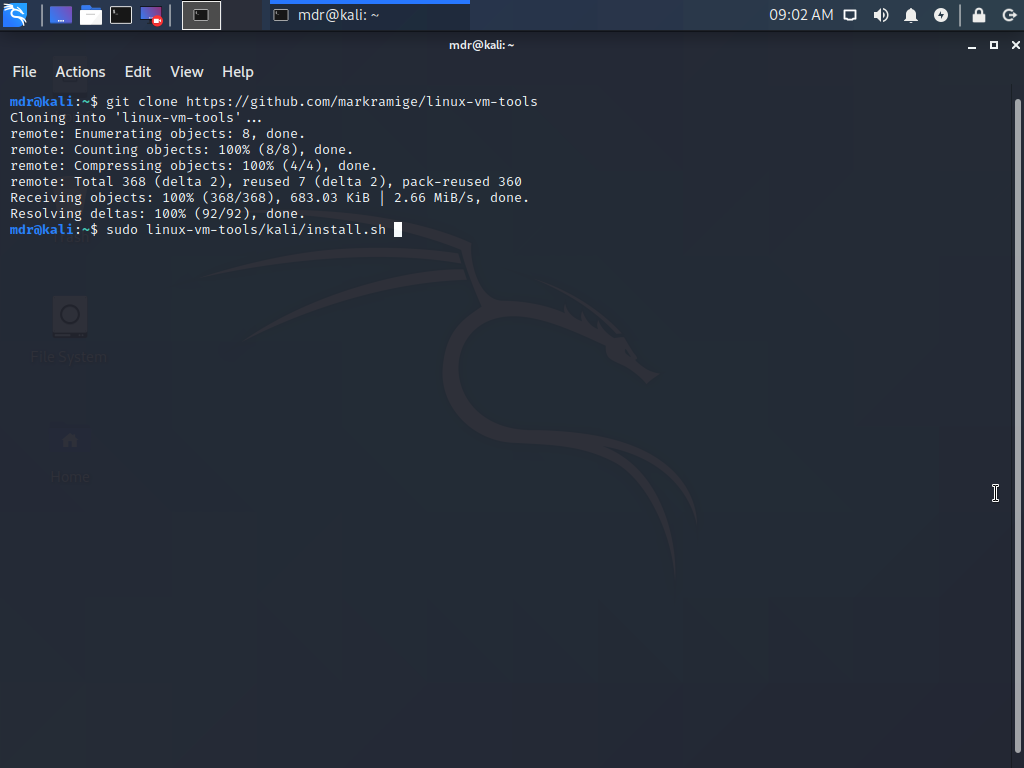 mdr@kali: ~
09:02 AM
mdr@kali: ~
File Actions Edit View Help
mdr@kali:~$ git clone https://github.com/markramige/linux-vm-tools
Cloning into 'linux-vm-tools'...
remote: Enumerating objects: 8, done.
remote: Counting objects: 100% (8/8), done.
remote: Compressing objects: 100% (4/4), done.
remote: Total 368 (delta 2), reused 7 (delta 2), pack-reused 360
Receiving objects: 100% (368/368), 683.03 KiB | 2.66 MiB/s, done.
Resolving deltas: 100% (92/92), done.
mdr@kali:~$ sudo linux-vm-tools/kali/install.sh
File System
Home